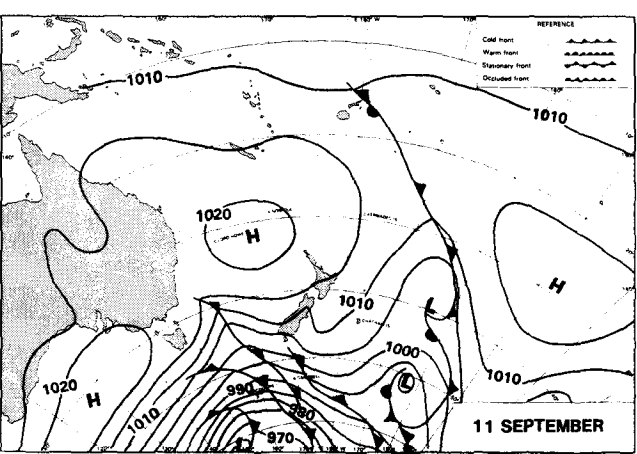 REFERENCE
Cold front
Warm front
Stationary front
Occluded front
1010
1010
1020
H
H
1010
L
1000
L
1020
H
1010
990
980
970
1010
11 SEPTEMBER